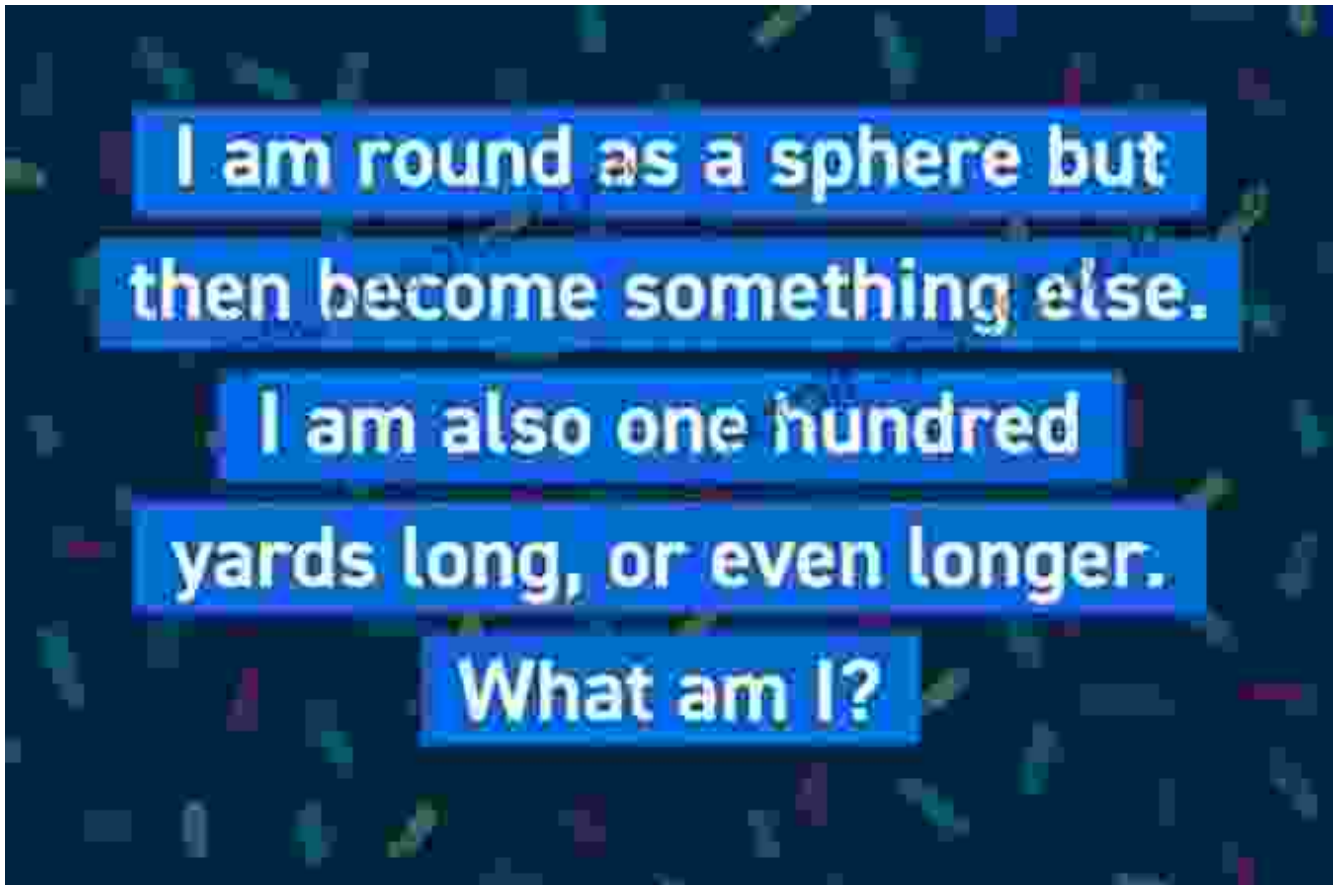 I am round as a sphere but
then become something else.
I am also one hundred
yards long, or even longer.
What am I?